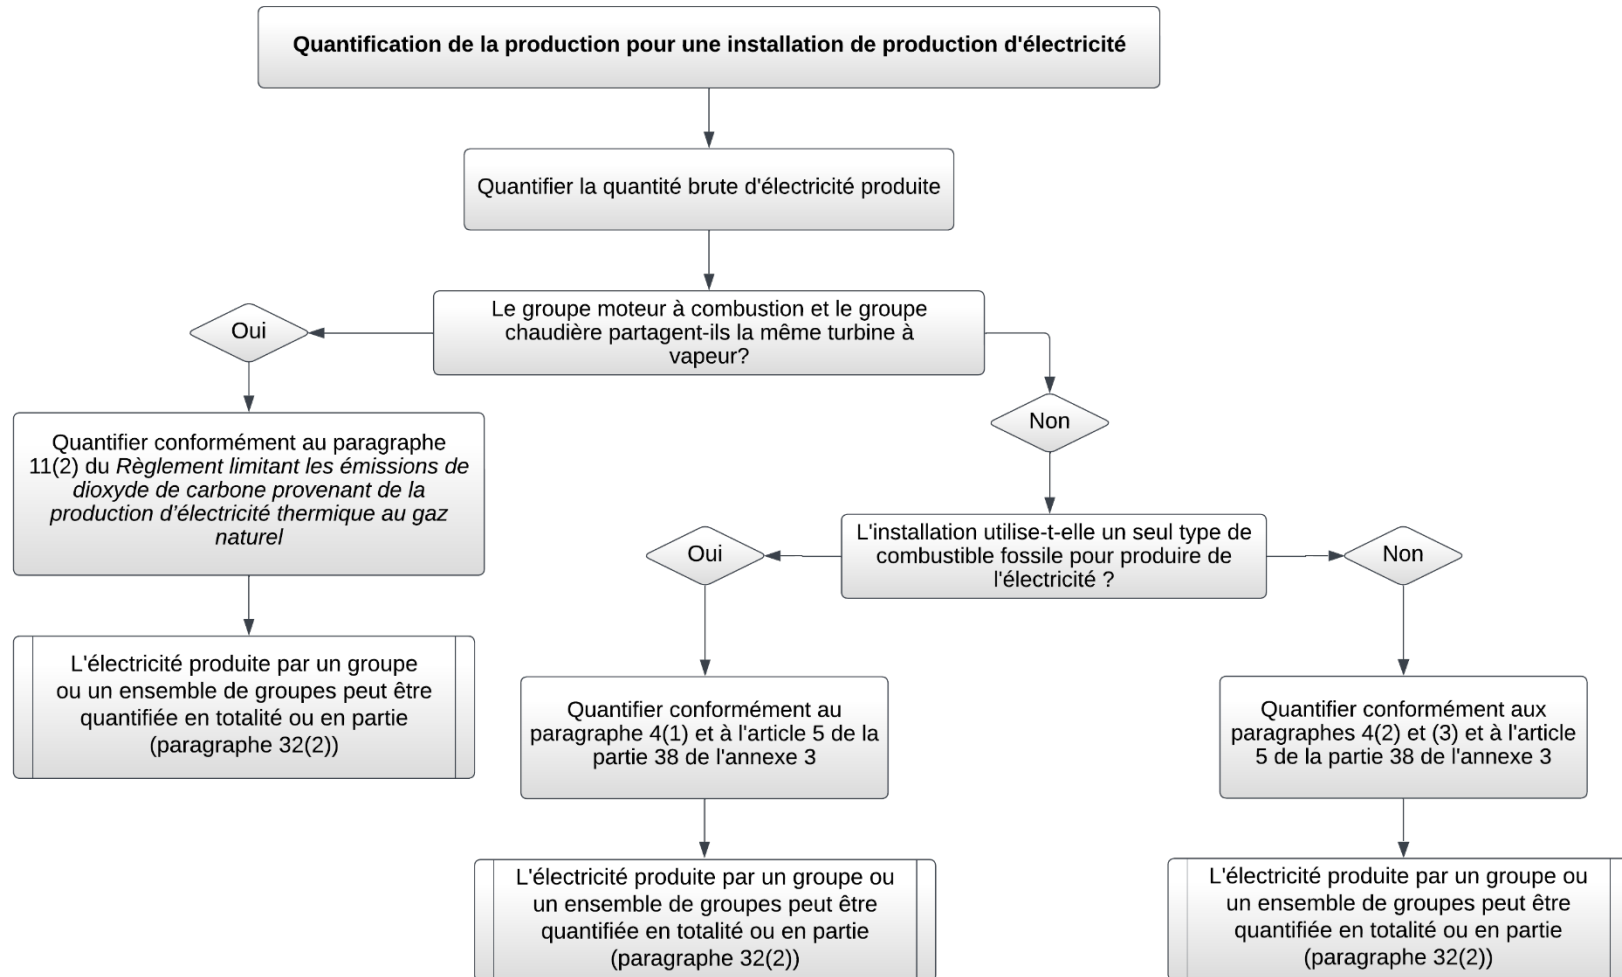 Quantification de la production pour une installation de production d'électricité
Quantifier la quantité brute d'électricité produite
Le groupe moteur à combustion et le groupe
chaudière partagent-ils la même turbine à
vapeur?
Oui
Non
Quantifier conformément au paragraphe
11(2) du Règlement limitant les émissions de
dioxyde de carbone provenant de la
production d’électricité thermique au gaz
naturel
L'électricité produite par un groupe
ou un ensemble de groupes peut être
quantifiée en totalité ou en partie
(paragraphe 32(2))
L'installation utilise-t-elle un seul type de
combustible fossile pour produire de
l'électricité ?
Oui
Non
Quantifier conformément au
paragraphe 4(1) et à l'article 5 de la
partie 38 de l'annexe 3
Quantifier conformément aux
paragraphes 4(2) et (3) et à l'article
5 de la partie 38 de l'annexe 3
L'électricité produite par un groupe ou
un ensemble de groupes peut être
quantifiée en totalité ou en partie
(paragraphe 32(2))
L'électricité produite par un groupe ou
un ensemble de groupes peut être
quantifiée en totalité ou en partie
(paragraphe 32(2))